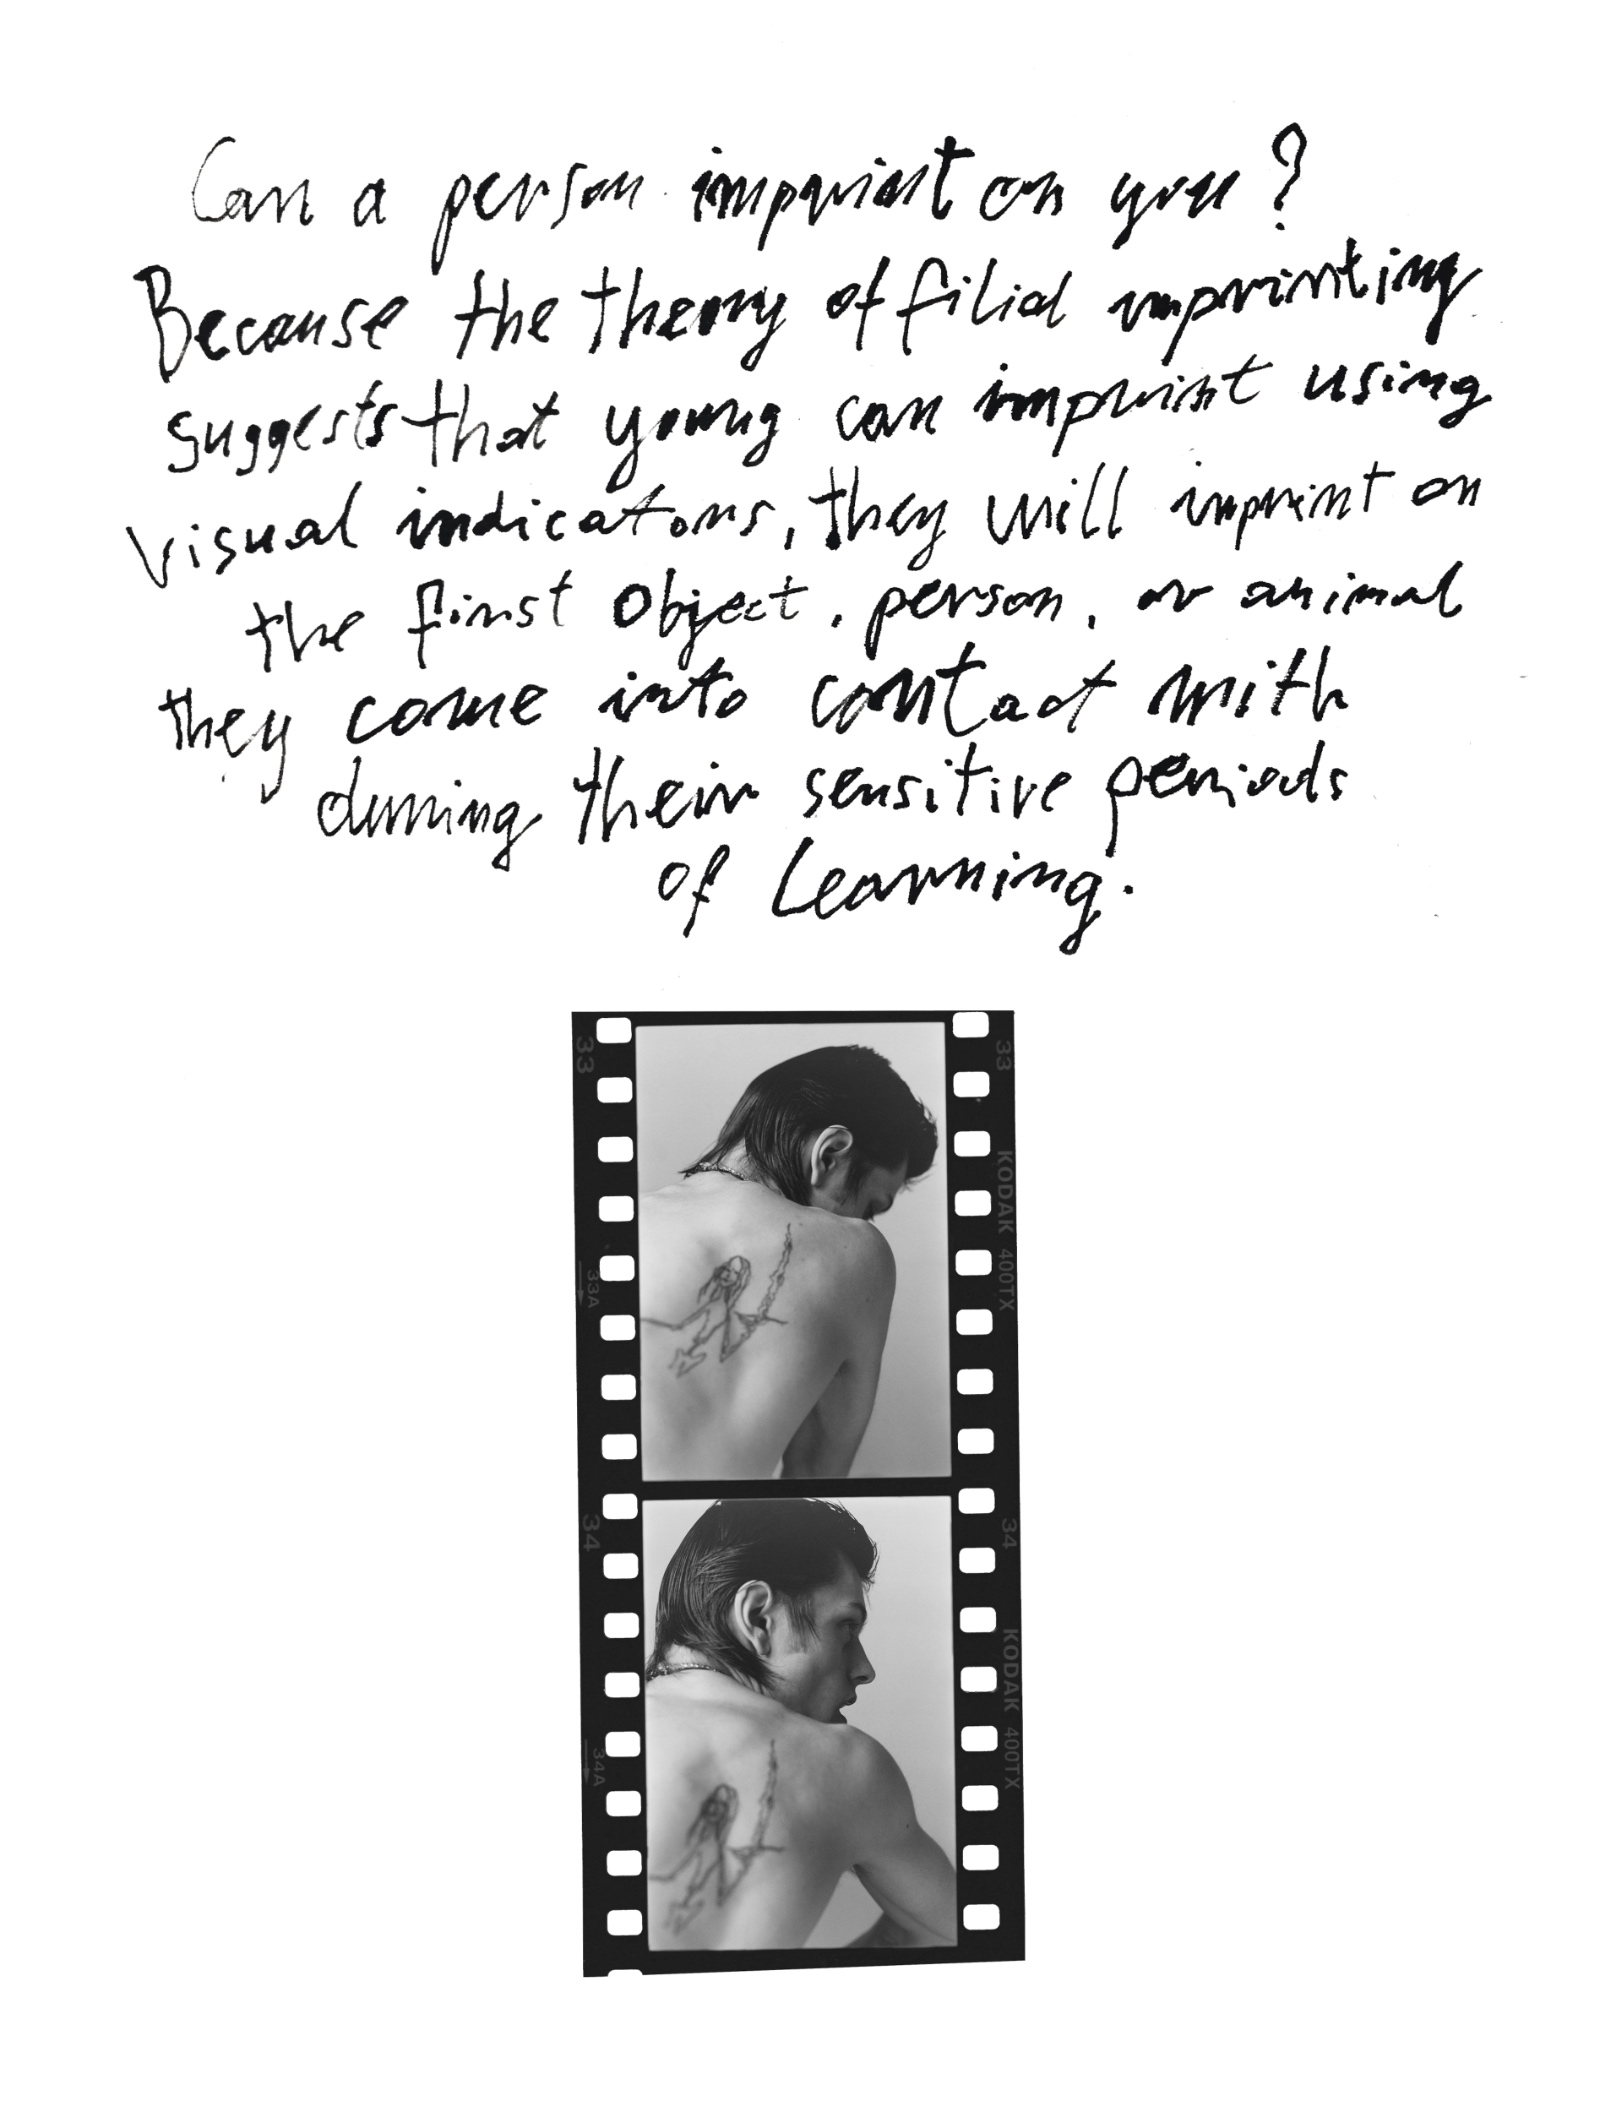 Can a person imprint on you?
Because the theory of filial imprinting
suggests that young can imprint using
visual indicators, they will imprint on
the first object, person, or animal
they come into contact with
during their sensitive periods
of Learning.
33
33
KODAK 400TX
33A
34
34
KODAK 400TX
34A